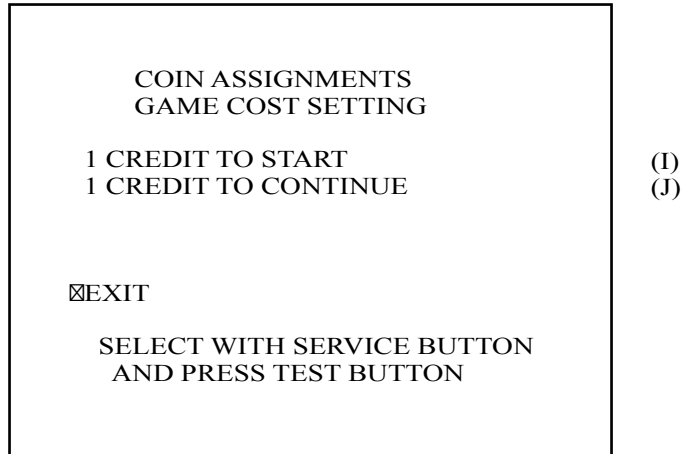 COIN ASSIGNMENTS
GAME COST SETTING
1 CREDIT TO START (I)
1 CREDIT TO CONTINUE (J)
☒EXIT
SELECT WITH SERVICE BUTTON
AND PRESS TEST BUTTON